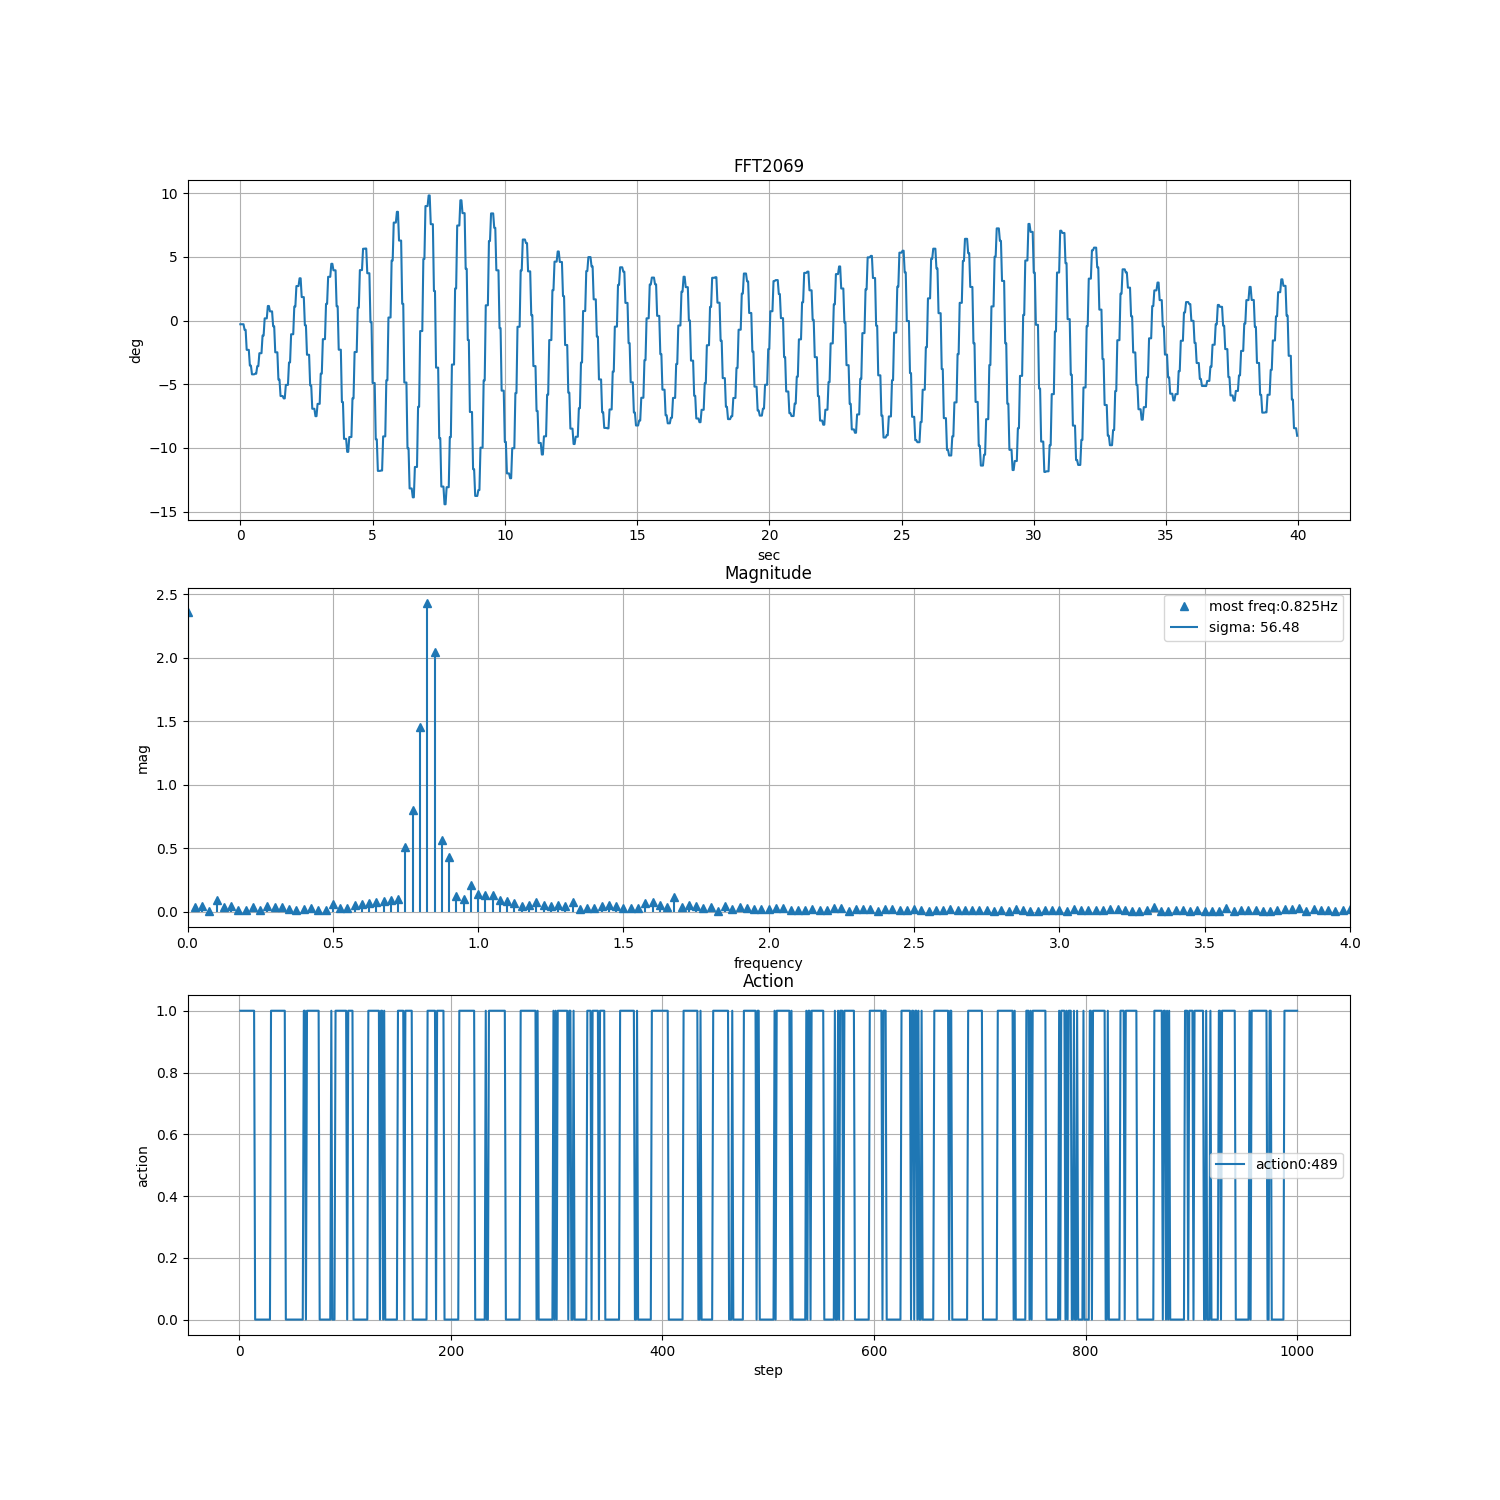 FFT2069
10
5
0
−5
−10
−15
deg
0 5 10 15 20 25 30 35 40
sec
Magnitude
2.5
2.0
1.5
1.0
0.5
0.0
mag
most freq:0.825Hz
sigma: 56.48
0.0 0.5 1.0 1.5 2.0 2.5 3.0 3.5 4.0
frequency
Action
1.0
0.8
0.6
0.4
0.2
0.0
action
action0:489
0 200 400 600 800 1000
step